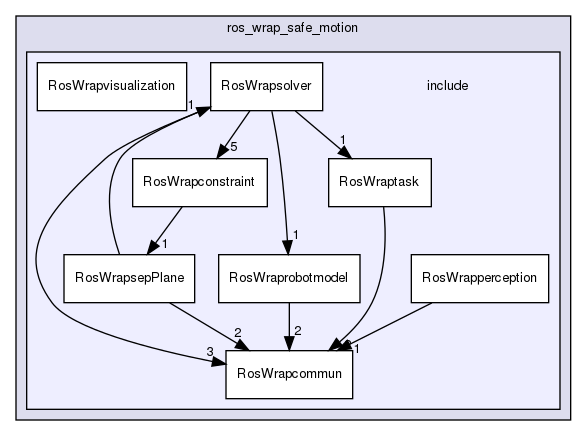 ros_wrap_safe_motion
include
RosWrapvisualization
RosWrapsolver
1
5
1
RosWrapconstraint
RosWraptask
1
1
RosWrapsepPlane
RosWraprobotmodel
RosWrapperception
2
2
3
1
RosWrapcommun